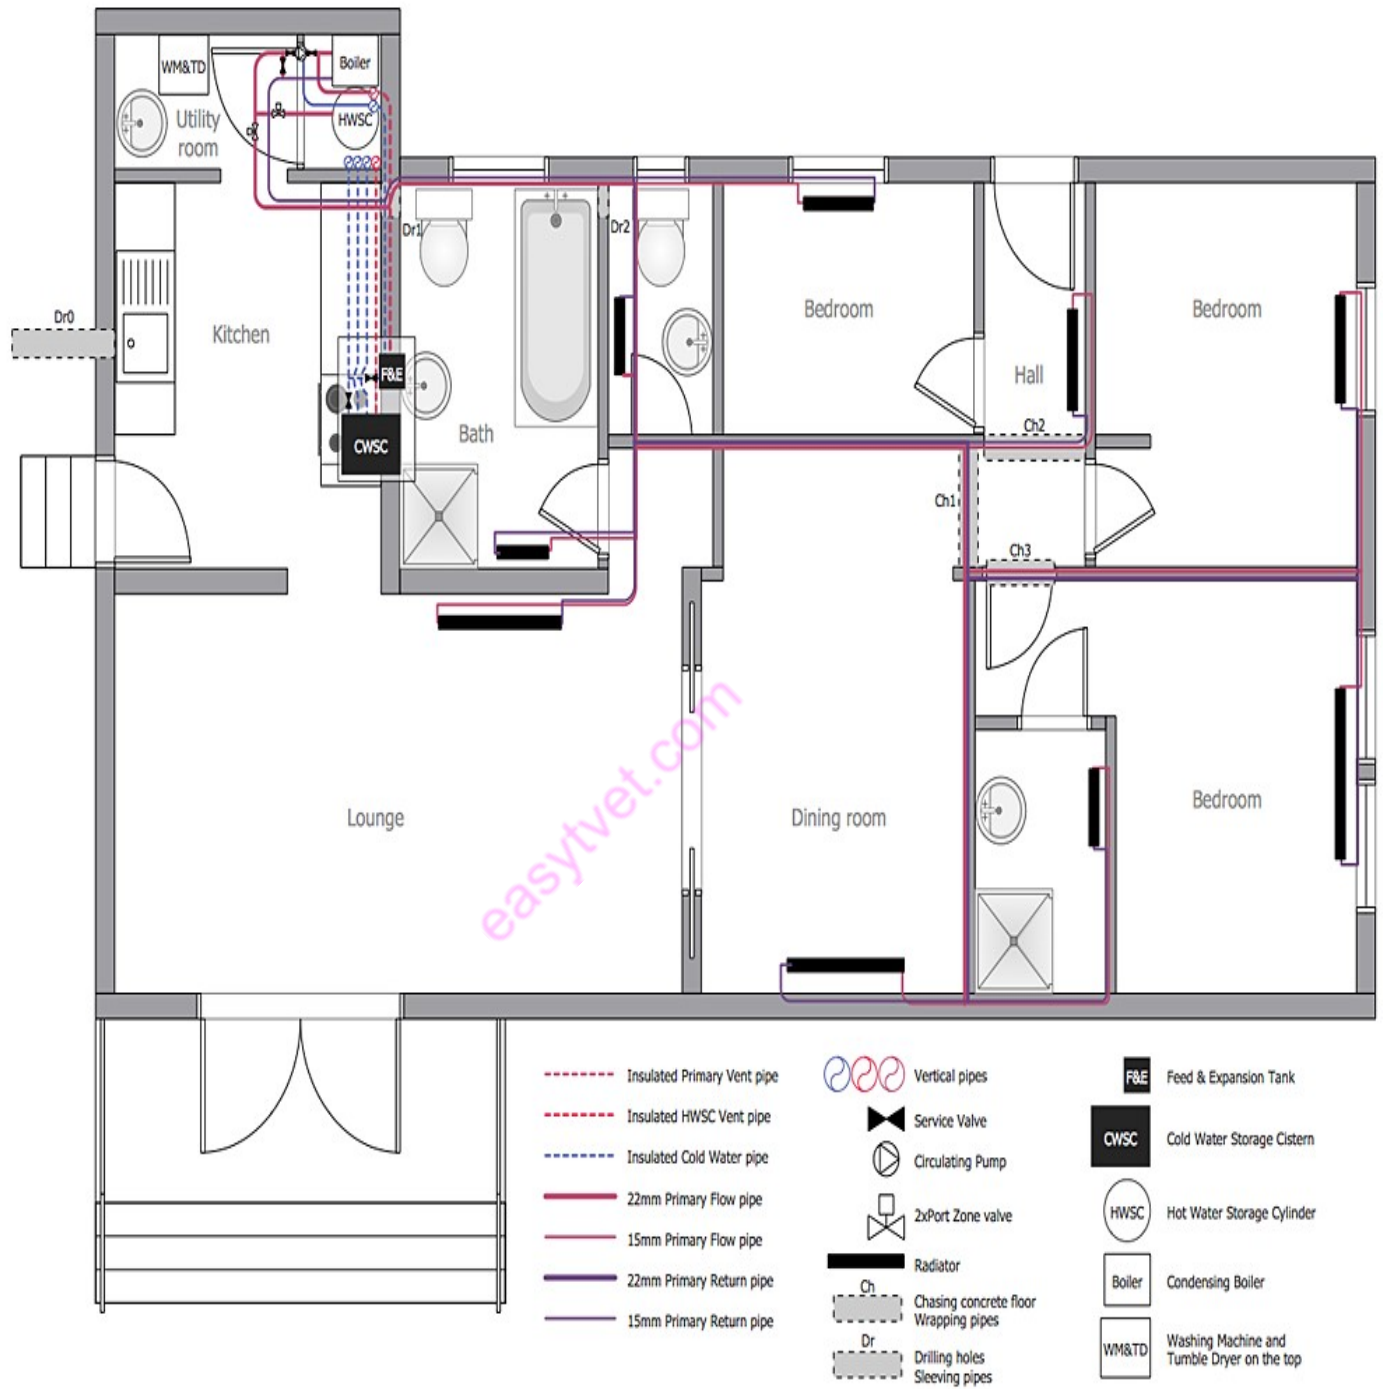 WM&TD
Boiler
HWSC
Utility
room
Dr1
Dr2
Dr0
Kitchen
Bedroom
Bedroom
Hall
F&E
Bath
CWSC
Ch2
Ch1
Ch3
Lounge
Dining room
Bedroom
easytvet.com
Insulated Primary Vent pipe
Insulated HWSC Vent pipe
Insulated Cold Water pipe
22mm Primary Flow pipe
15mm Primary Flow pipe
22mm Primary Return pipe
15mm Primary Return pipe
Vertical pipes
Service Valve
Circulating Pump
2xPort Zone valve
Radiator
Ch
Chasing concrete floor
Wrapping pipes
Dr
Drilling holes
Sleeving pipes
F&E
Feed & Expansion Tank
CWSC
Cold Water Storage Cistern
HWSC
Hot Water Storage Cylinder
Boiler
Condensing Boiler
WM&TD
Washing Machine and
Tumble Dryer on the top